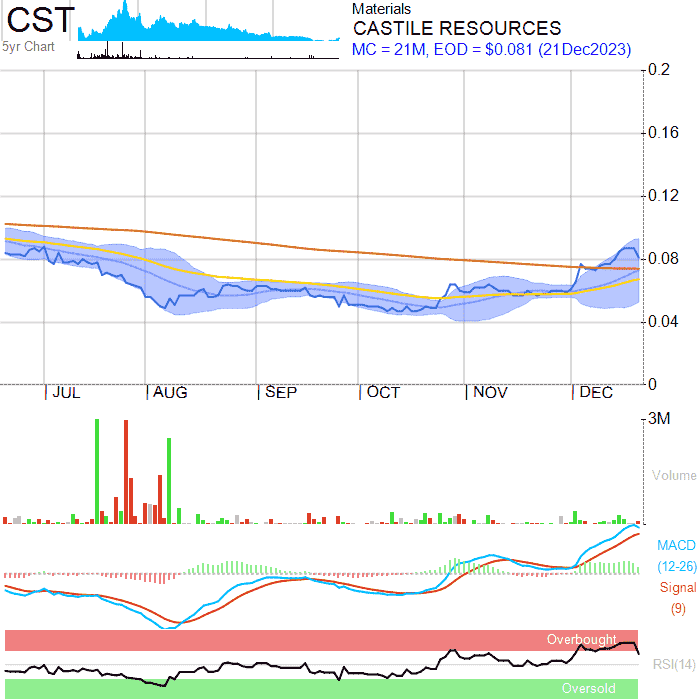 CST
5yr Chart
Materials
CASTILE RESOURCES
MC = 21M, EOD = $0.081 (21Dec2023)
0.2
0.16
0.12
0.08
0.04
0
JUL AUG SEP OCT NOV DEC
3M
Volume
MACD
(12-26)
Signal
(9)
Overbought
RSI(14)
Oversold